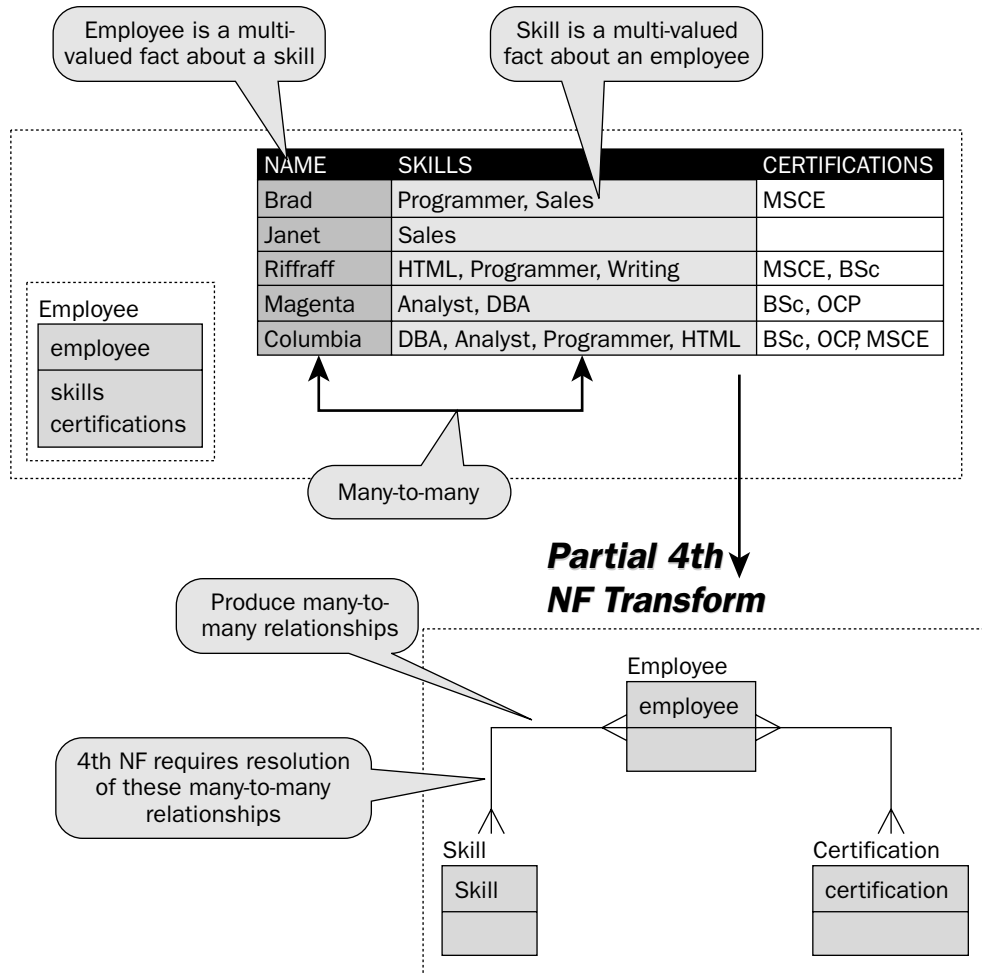 Employee is a multi-
valued fact about a skill
Skill is a multi-valued
fact about an employee
NAME SKILLS CERTIFICATIONS
Brad Programmer, Sales MSCE
Janet Sales
Riffraff HTML, Programmer, Writing MSCE, BSc
Magenta Analyst, DBA BSc, OCP
Columbia DBA, Analyst, Programmer, HTML BSc, OCP, MSCE
Employee
employee
skills
certifications
Many-to-many
Partial 4th
NF Transform
Produce many-to-
many relationships
Employee
employee
4th NF requires resolution
of these many-to-many
relationships
Skill
Skill
Certification
certification